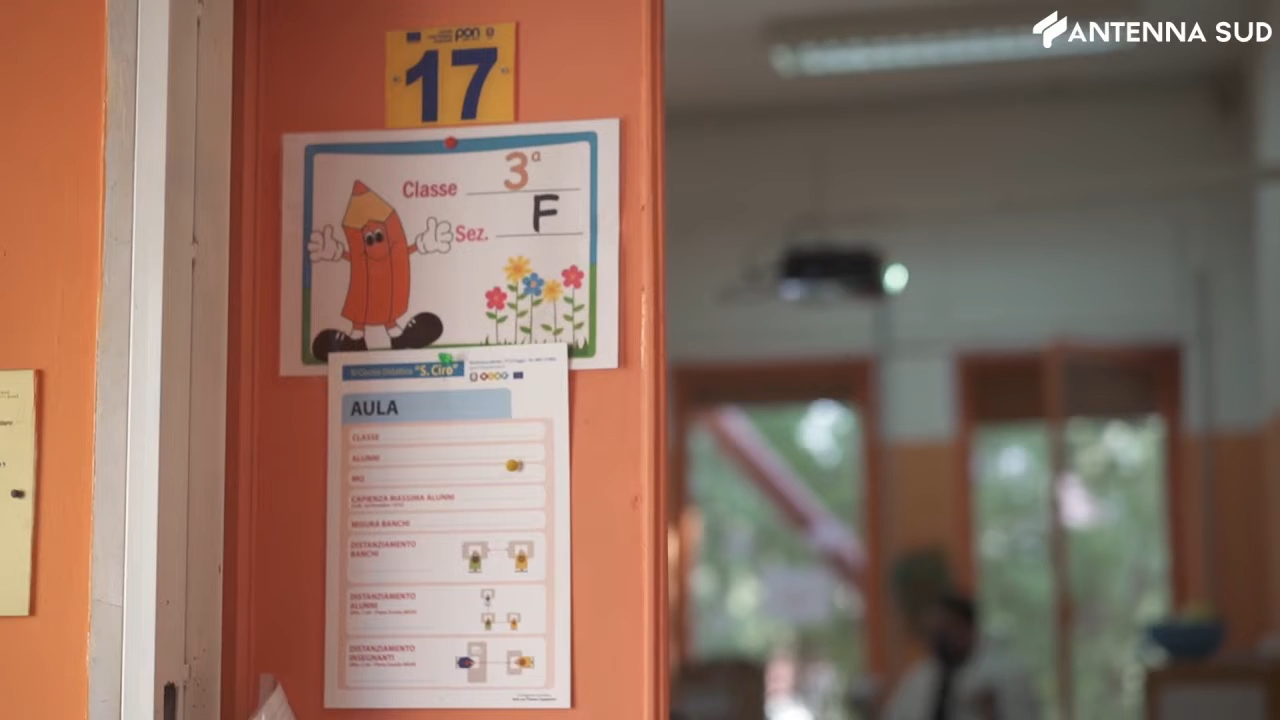 ANTENNA SUD
pon
17
Classe 3ª
Sez. F
"S. Ciro"
AULA
CLASSE
ALUNNI
MQ
CAPIENZA MASSIMA ALUNNI
MISURA BANCHI
DISTANZIAMENTO
BANCHI
DISTANZIAMENTO
ALUNNI
DISTANZIAMENTO
INSEGNANTI